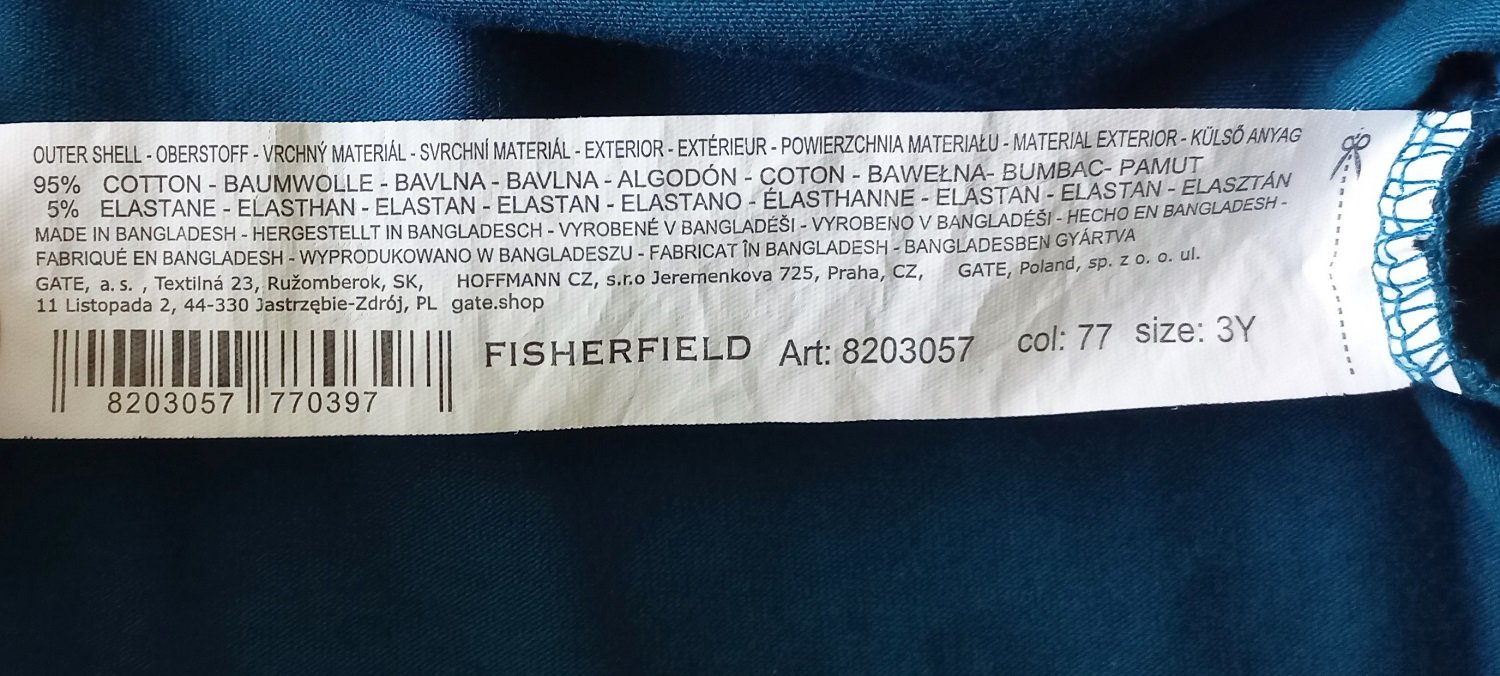 OUTER SHELL - OBERSTOFF - VRCHNÝ MATERIÁL - SVRCHNÍ MATERIÁL - EXTERIOR - EXTÉRIEUR - POWIERZCHNIA MATERIAŁU - MATERIAL EXTERIOR - KÜLSŐ ANYAG
95% COTTON - BAUMWOLLE - BAVLNA - BAVLNA - ALGODÓN - COTON - BAWEŁNA- BUMBAC- PAMUT
5% ELASTANE - ELASTHAN - ELASTAN - ELASTAN - ELASTANO - ÉLASTHANNE - ELASTAN - ELASTAN - ELASZTÁN
MADE IN BANGLADESH - HERGESTELLT IN BANGLADESCH - VYROBENÉ V BANGLADÉŠI - VYROBENO V BANGLADÉŠI - HECHO EN BANGLADESH -
FABRIQUÉ EN BANGLADESH - WYPRODUKOWANO W BANGLADESZU - FABRICAT ÎN BANGLADESH - BANGLADESBEN GYÁRTVA
GATE, a. s. , Textilná 23, Ružomberok, SK, HOFFMANN CZ, s.r.o Jeremenkova 725, Praha, CZ, GATE, Poland, sp. z o. o. ul.
11 Listopada 2, 44-330 Jastrzębie-Zdrój, PL gate.shop
FISHERFIELD Art: 8203057 col: 77 size: 3Y
8203057 770397